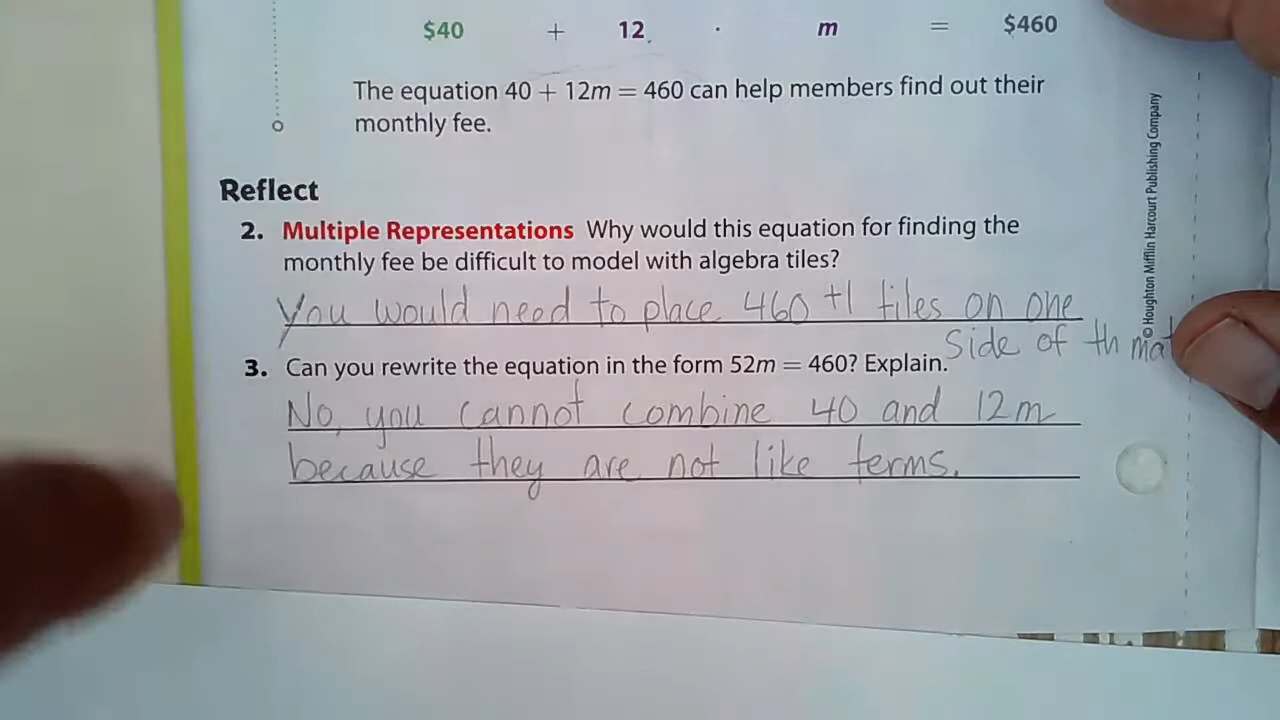 $40 + 12 · m = $460
The equation 40 + 12m = 460 can help members find out their
monthly fee.
Reflect
2. Multiple Representations Why would this equation for finding the
monthly fee be difficult to model with algebra tiles?
You would need to place 460 +1 tiles on one
side of th mat
3. Can you rewrite the equation in the form 52m = 460? Explain.
No, you cannot combine 40 and 12m
because they are not like terms.
© Houghton Mifflin Harcourt Publishing Company